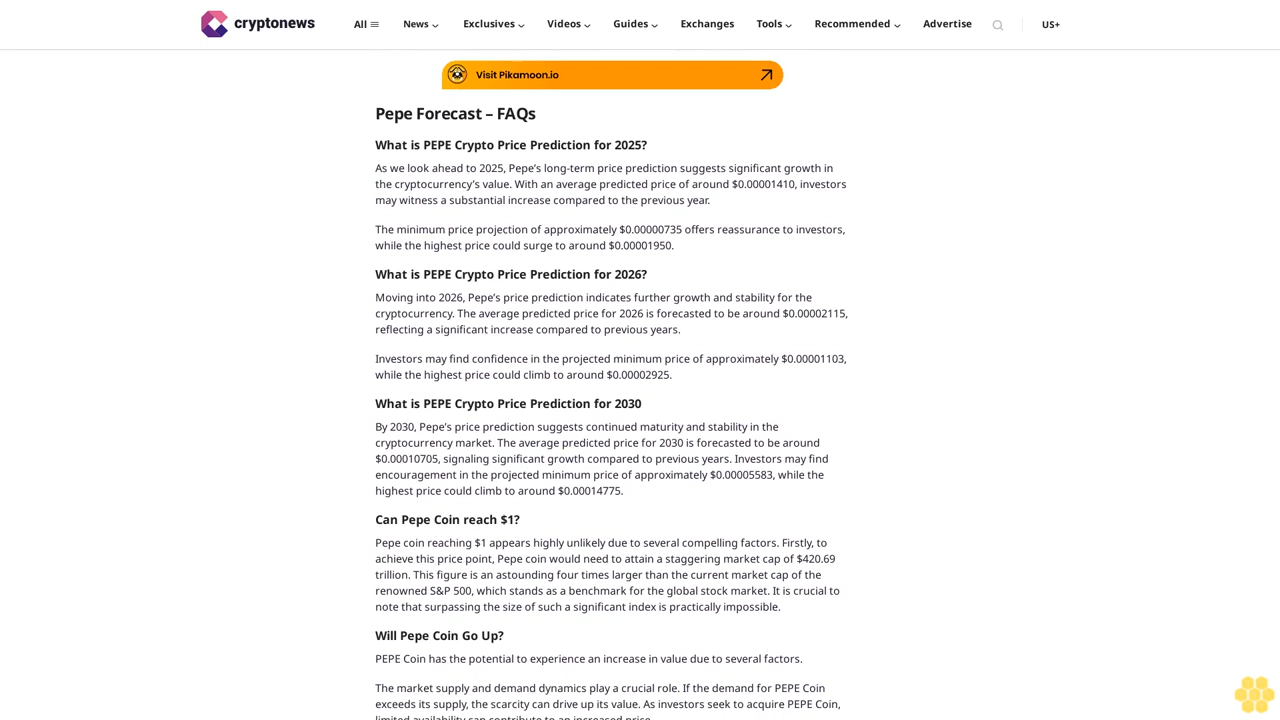 cryptonews
All
News
Exclusives
Videos
Guides
Exchanges
Tools
Recommended
Advertise
US+
Visit Pikamoon.io
Pepe Forecast – FAQs
What is PEPE Crypto Price Prediction for 2025?
As we look ahead to 2025, Pepe's long-term price prediction suggests significant growth in
the cryptocurrency's value. With an average predicted price of around $0.00001410, investors
may witness a substantial increase compared to the previous year.
The minimum price projection of approximately $0.00000735 offers reassurance to investors,
while the highest price could surge to around $0.00001950.
What is PEPE Crypto Price Prediction for 2026?
Moving into 2026, Pepe's price prediction indicates further growth and stability for the
cryptocurrency. The average predicted price for 2026 is forecasted to be around $0.00002115,
reflecting a significant increase compared to previous years.
Investors may find confidence in the projected minimum price of approximately $0.00001103,
while the highest price could climb to around $0.00002925.
What is PEPE Crypto Price Prediction for 2030
By 2030, Pepe's price prediction suggests continued maturity and stability in the
cryptocurrency market. The average predicted price for 2030 is forecasted to be around
$0.00010705, signaling significant growth compared to previous years. Investors may find
encouragement in the projected minimum price of approximately $0.00005583, while the
highest price could climb to around $0.00014775.
Can Pepe Coin reach $1?
Pepe coin reaching $1 appears highly unlikely due to several compelling factors. Firstly, to
achieve this price point, Pepe coin would need to attain a staggering market cap of $420.69
trillion. This figure is an astounding four times larger than the current market cap of the
renowned S&P 500, which stands as a benchmark for the global stock market. It is crucial to
note that surpassing the size of such a significant index is practically impossible.
Will Pepe Coin Go Up?
PEPE Coin has the potential to experience an increase in value due to several factors.
The market supply and demand dynamics play a crucial role. If the demand for PEPE Coin
exceeds its supply, the scarcity can drive up its value. As investors seek to acquire PEPE Coin,
limited availability can contribute to an increased price.